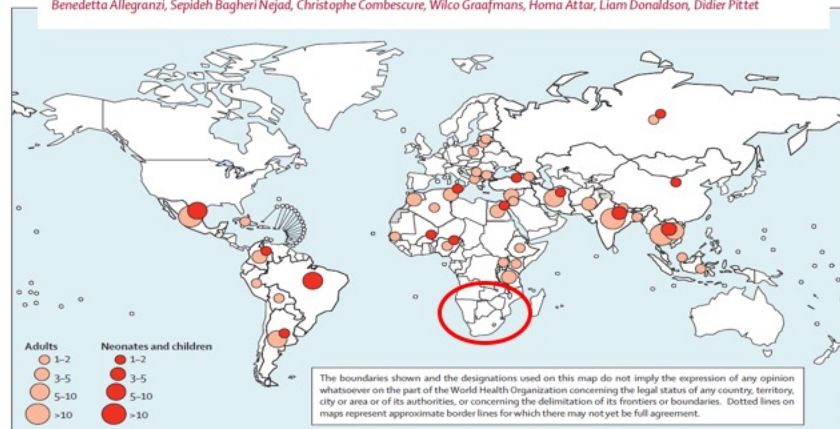 Benedetta Allegranzi, Sepideh Bagheri Nejad, Christophe Combescure, Wilco Graafmans, Homa Attar, Liam Donaldson, Didier Pittet
Adults
1–2
3–5
5–10
>10
Neonates and children
1–2
3–5
5–10
>10
The boundaries shown and the designations used on this map do not imply the expression of any opinion
whatsoever on the part of the World Health Organization concerning the legal status of any country, territory,
city or area or of its authorities, or concerning the delimitation of its frontiers or boundaries. Dotted lines on
maps represent approximate border lines for which there may not yet be full agreement.